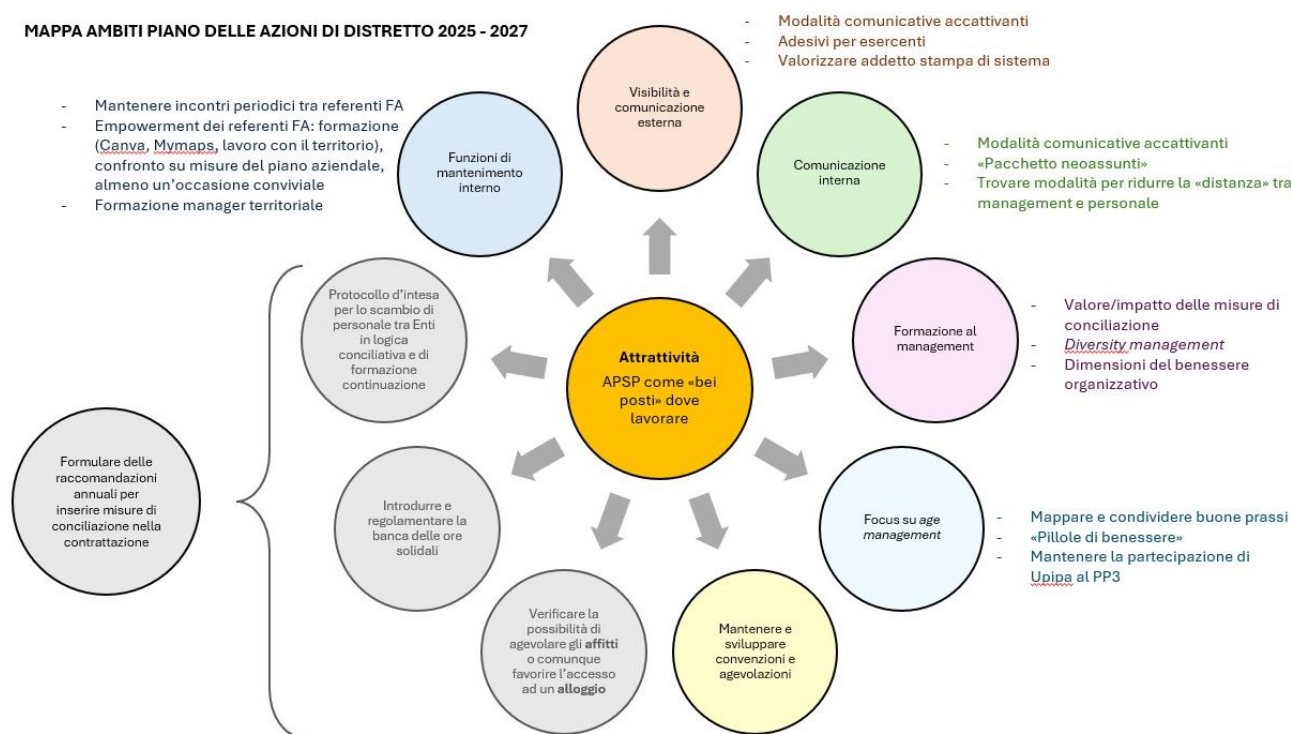 MAPPA AMBITI PIANO DELLE AZIONI DI DISTRETTO 2025 - 2027
- Mantenere incontri periodici tra referenti FA
- Empowerment dei referenti FA: formazione
(Canva, Mymaps, lavoro con il territorio),
confronto su misure del piano aziendale,
almeno un'occasione conviviale
- Formazione manager territoriale
Funzioni di
mantenimento
interno
Visibilità e
comunicazione
esterna
- Modalità comunicative accattivanti
- Adesivi per esercenti
- Valorizzare addetto stampa di sistema
Comunicazione
interna
- Modalità comunicative accattivanti
- «Pacchetto neoassunti»
- Trovare modalità per ridurre la «distanza» tra
management e personale
Formazione al
management
- Valore/impatto delle misure di
conciliazione
- Diversity management
- Dimensioni del benessere
organizzativo
Attrattività
APSP come «bei
posti» dove
lavorare
Focus su age
management
- Mappare e condividere buone prassi
- «Pillole di benessere»
- Mantenere la partecipazione di
Upipa al PP3
Mantenere e
sviluppare
convenzioni e
agevolazioni
Verificare la
possibilità di
agevolare gli affitti
o comunque
favorire l'accesso
ad un alloggio
Introdurre e
regolamentare la
banca delle ore
solidali
Protocollo d'intesa
per lo scambio di
personale tra Enti
in logica
conciliativa e di
formazione
continuazione
Formulare delle
raccomandazioni
annuali per
inserire misure di
conciliazione nella
contrattazione